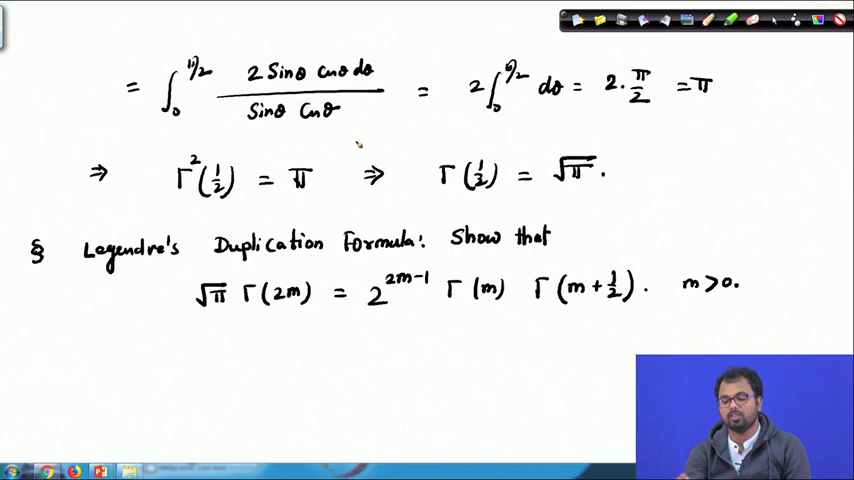 = ∫₀^{π/2} 2 Sinθ Cosθ dθ / Sinθ Cosθ = 2 ∫₀^{π/2} dθ = 2 · π/2 = π
⇒ Γ²(1/2) = π ⇒ Γ(1/2) = √π.
§ Legendre's Duplication Formula: Show that
√π Γ(2m) = 2^{2m-1} Γ(m) Γ(m + 1/2). m > 0.